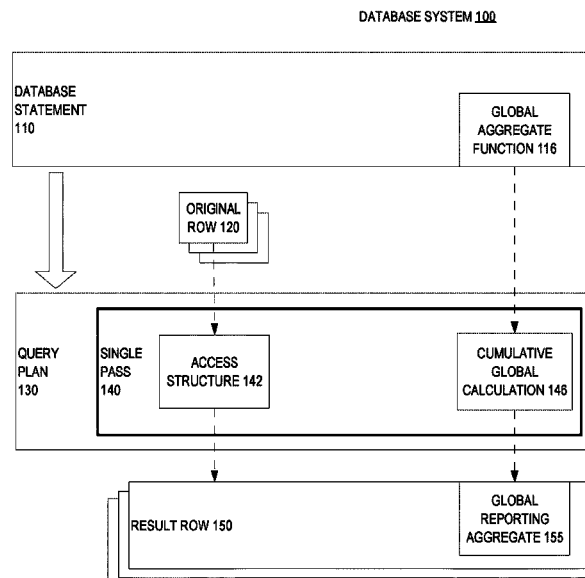 DATABASE SYSTEM 100
DATABASE
STATEMENT
110
GLOBAL
AGGREGATE
FUNCTION 116
ORIGINAL
ROW 120
QUERY
PLAN
130
SINGLE
PASS
140
ACCESS
STRUCTURE 142
CUMULATIVE
GLOBAL
CALCULATION 146
RESULT ROW 150
GLOBAL
REPORTING
AGGREGATE 155